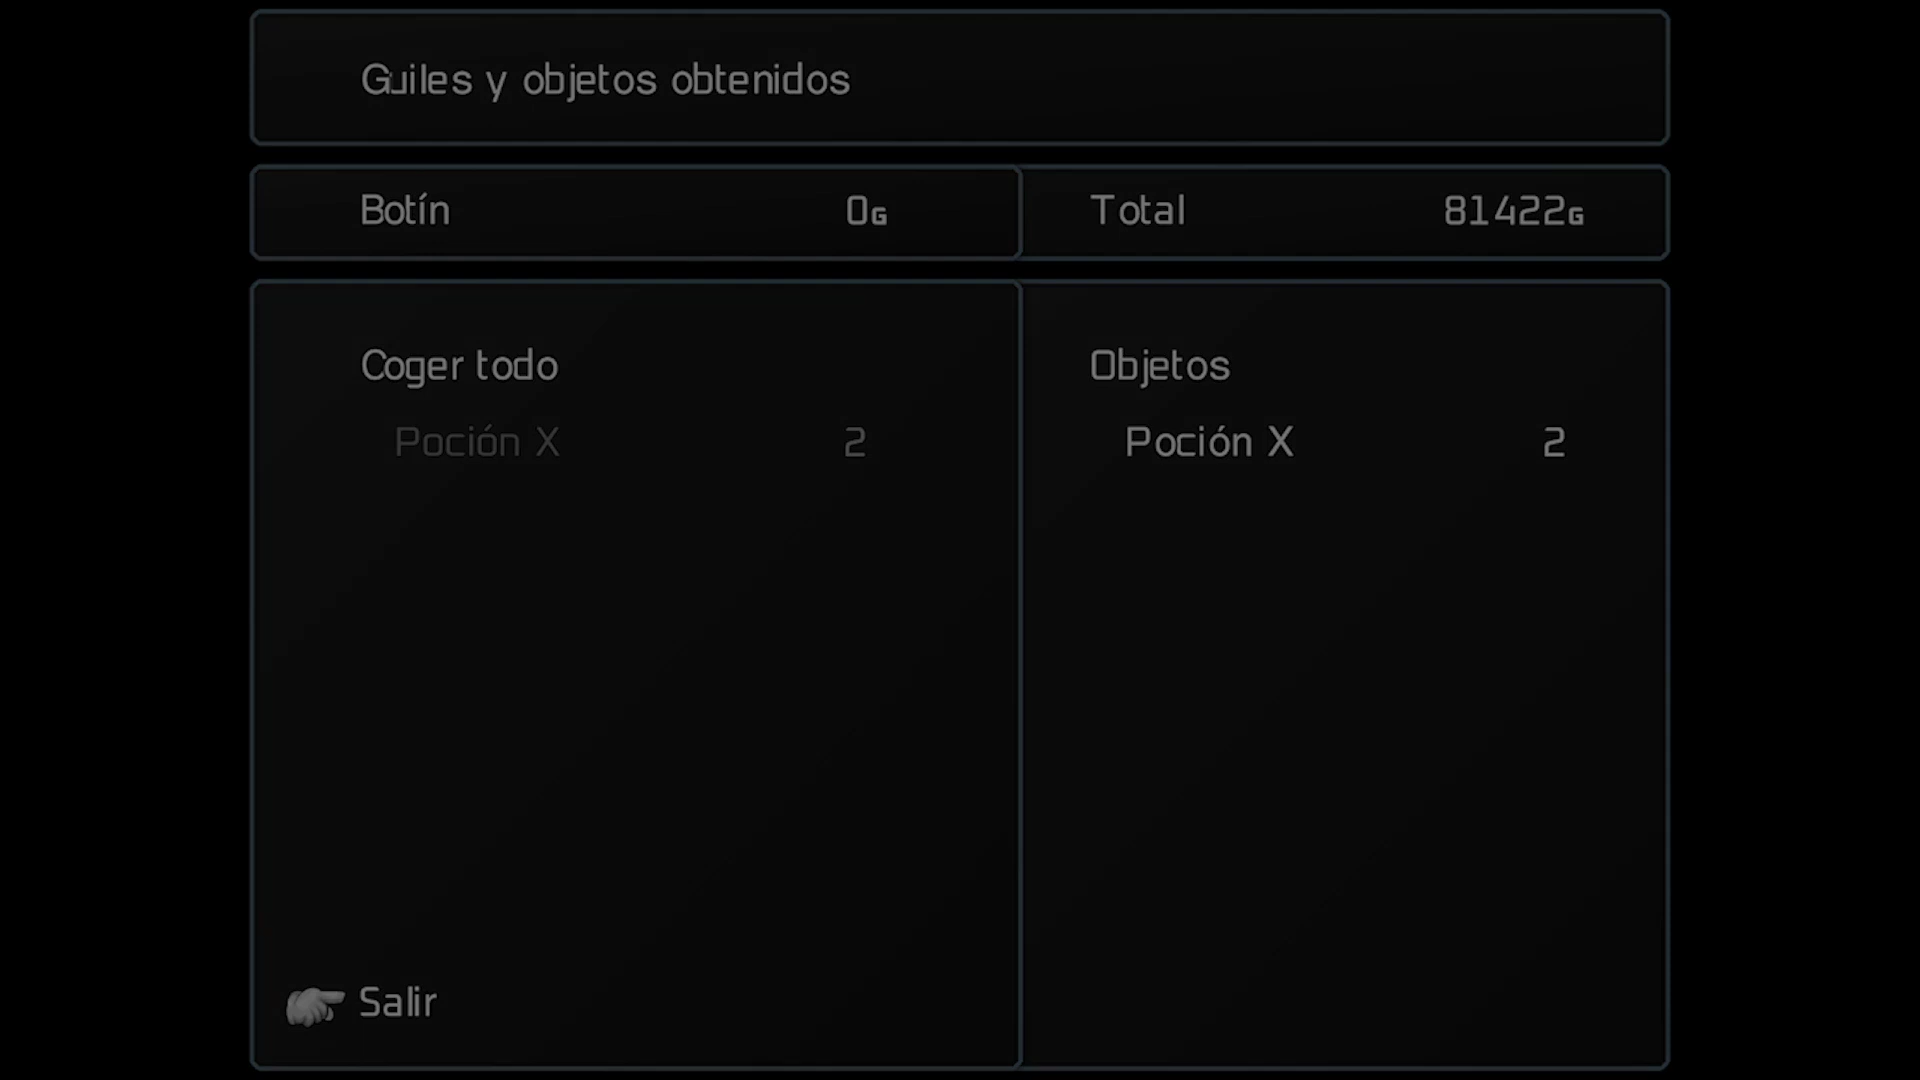 Guiles y objetos obtenidos
Botín 0G Total 81422G
Coger todo Objetos
Poción X 2 Poción X 2
Salir